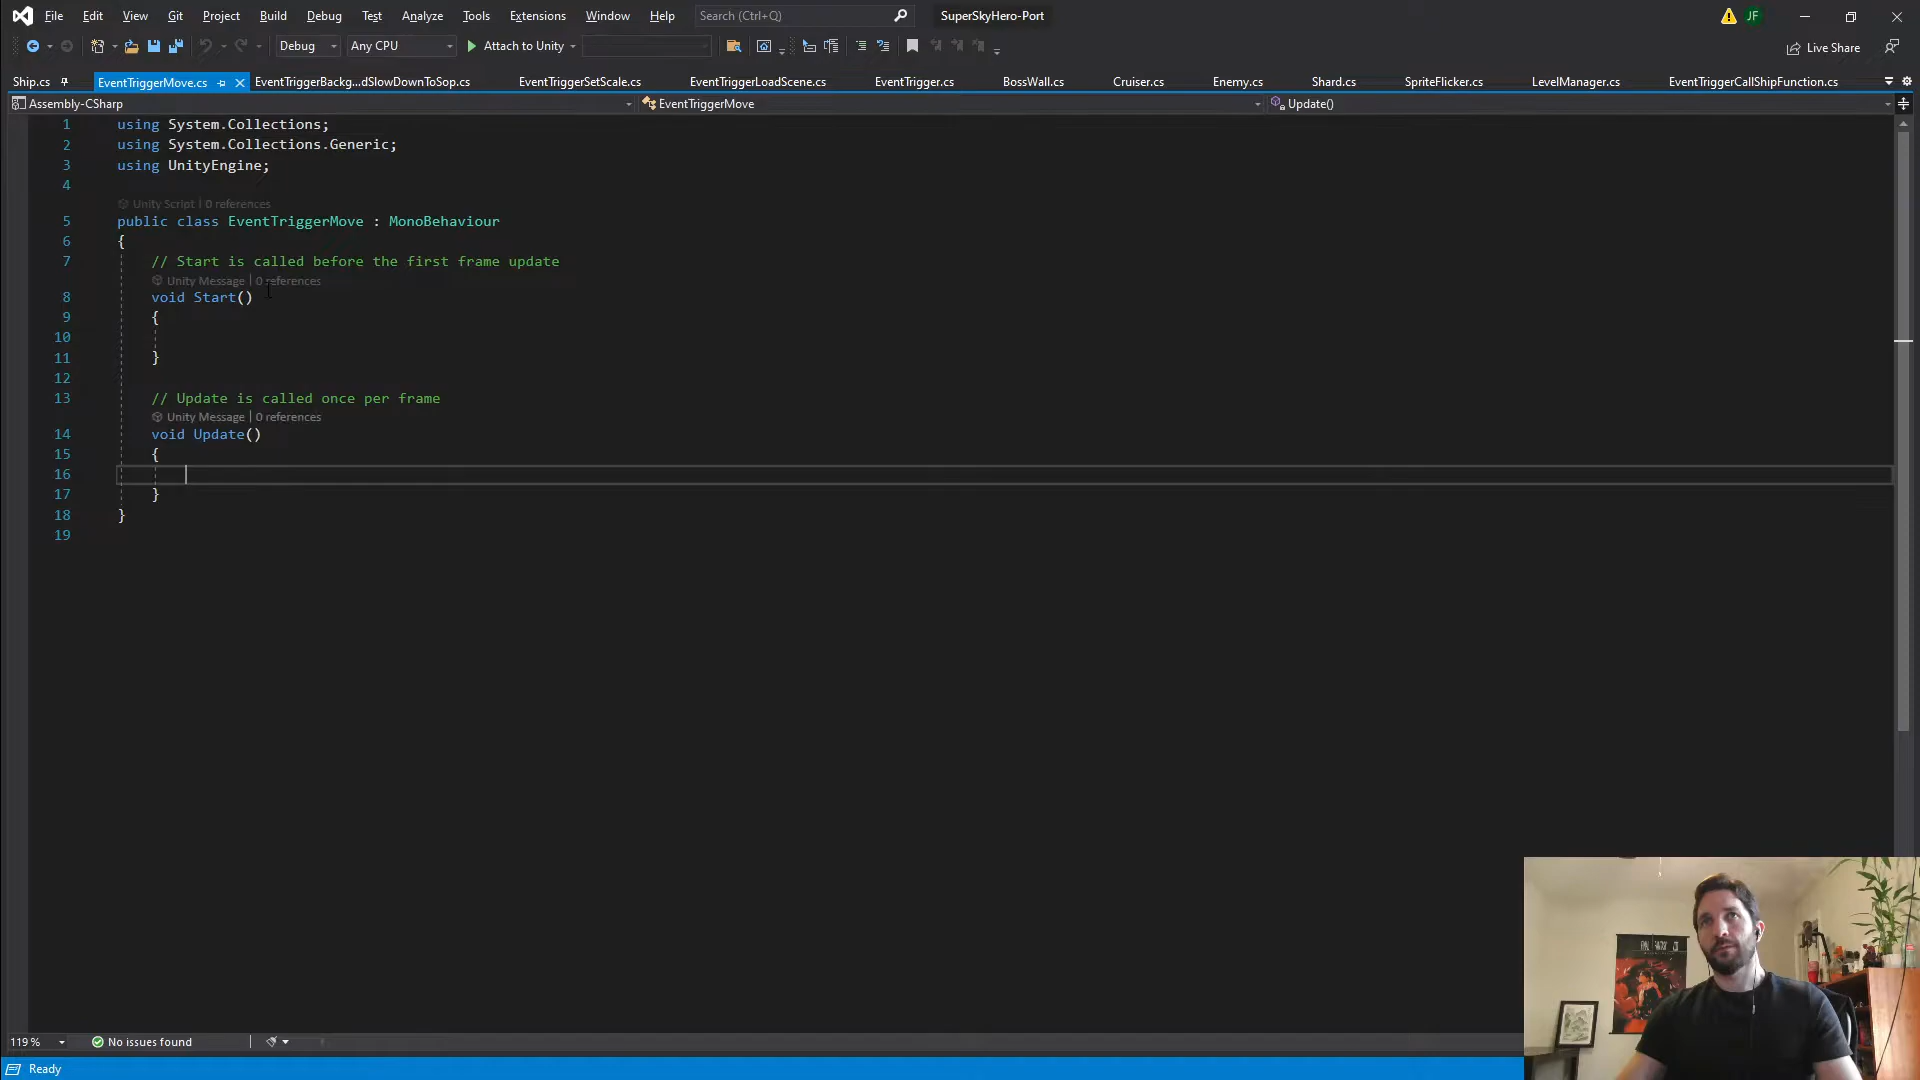 File Edit View Git Project Build Debug Test Analyze Tools Extensions Window Help Search (Ctrl+Q) SuperSkyHero-Port JF
Debug Any CPU Attach to Unity Live Share
Ship.cs EventTriggerMove.cs EventTriggerBackg...dSlowDownToSop.cs EventTriggerSetScale.cs EventTriggerLoadScene.cs EventTrigger.cs BossWall.cs Cruiser.cs Enemy.cs Shard.cs SpriteFlicker.cs LevelManager.cs EventTriggerCallShipFunction.cs
Assembly-CSharp EventTriggerMove Update()
1 using System.Collections;
2 using System.Collections.Generic;
3 using UnityEngine;
4
Unity Script | 0 references
5 public class EventTriggerMove : MonoBehaviour
6 {
7 // Start is called before the first frame update
Unity Message | 0 references
8 void Start()
9 {
10
11 }
12
13 // Update is called once per frame
Unity Message | 0 references
14 void Update()
15 {
16
17 }
18 }
19
119 % No issues found
Ready